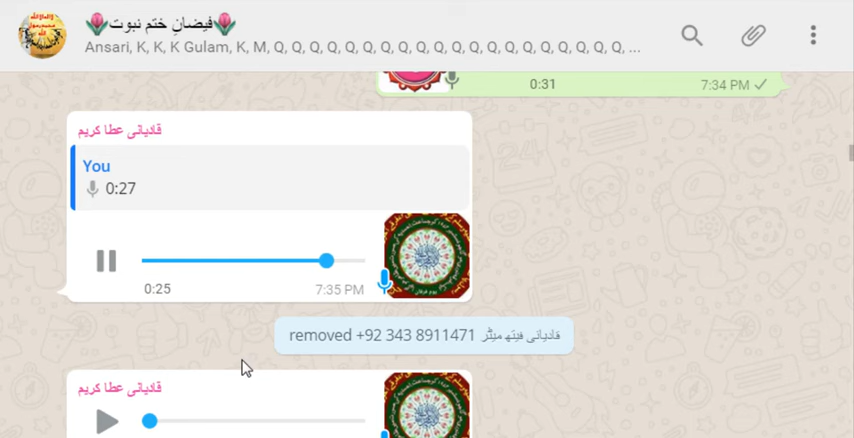 🌷فیضانِ ختم نبوت🌷
Ansari, K, K, K Gulam, K, M, Q, Q, Q, Q, Q, Q, Q, Q, Q, Q, Q, Q, Q, Q, Q, Q, Q, Q, Q, Q, ...
0:31 7:34 PM
قادیانی عطا کریم
You
0:27
0:25 7:35 PM
قادیانی فیتھ میٹر removed +92 343 8911471
قادیانی عطا کریم